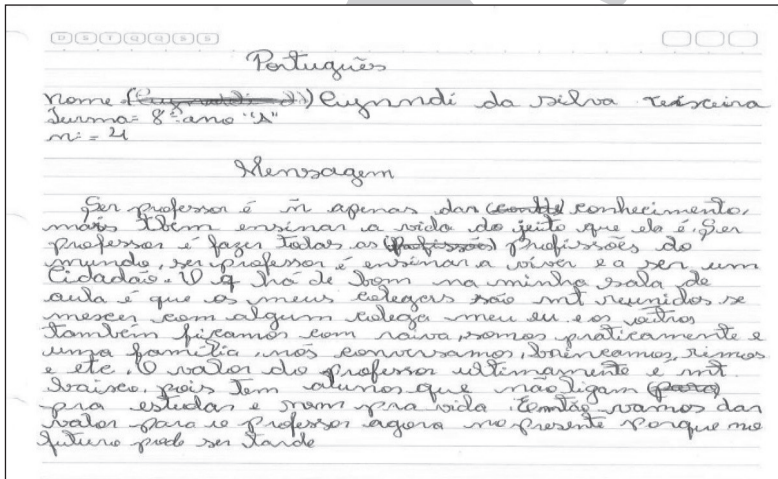 D S T Q Q S S
Português
nome: Eugnndi da silva teixeira
Turma= 8º ano "A"
nº = 21
Mensagem
Ser professor é ñ apenas dar conhecimento,
mais tbem ensinar a vida do jeito que ela é, Ser
professor é fazer todas as profissões do
mundo, ser professor é ensinar a viver e a ser um
Cidadão. O q há de bom na minha sala de
aula é que os meus colegas são mt reunidos se
mescer com algum colega meu eu e os outros
também ficamos com raiva, somos praticamente
uma família, nós conversamos, brincamos, rimos
e etc. O valor do professor ultimamente é mt
baixo, pois tem alunos que não ligam
pra estudar e nem pra vida. Então vamos dar
valor para o professor agora no presente porque no
futuro pode ser tarde